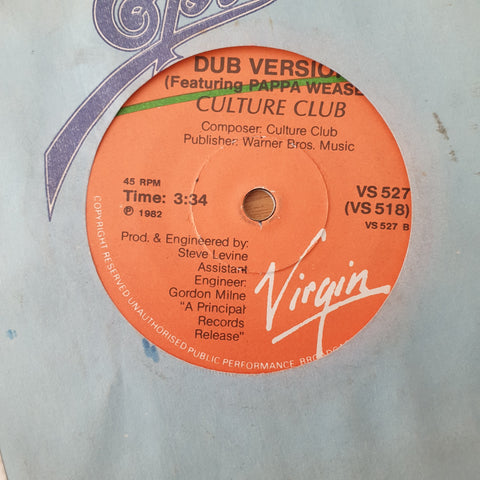 DUB VERSION
(Featuring PAPPA WEASE
CULTURE CLUB
Composer: Culture Club
Publisher: Warner Bros. Music
45 RPM
Time: 3:34
℗ 1982
VS 527
(VS 518)
VS 527 B
Prod. & Engineered by:
Steve Levine
Assistant
Engineer:
Gordon Milne
"A Principal
Records
Release"
Virgin
COPYRIGHT RESERVED UNAUTHORISED PUBLIC PERFORMANCE, BROADCA